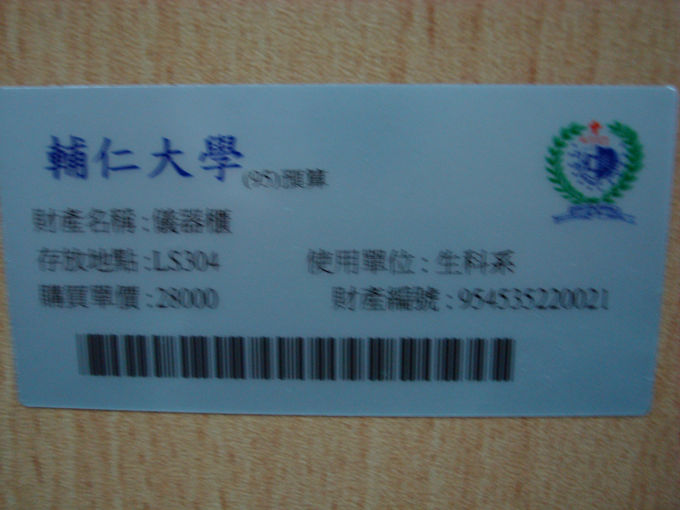 輔仁大學 (95)預算
財產名稱:儀器櫃
存放地點:LS304 使用單位:生科系
購買單價:28000 財產編號:954535220021